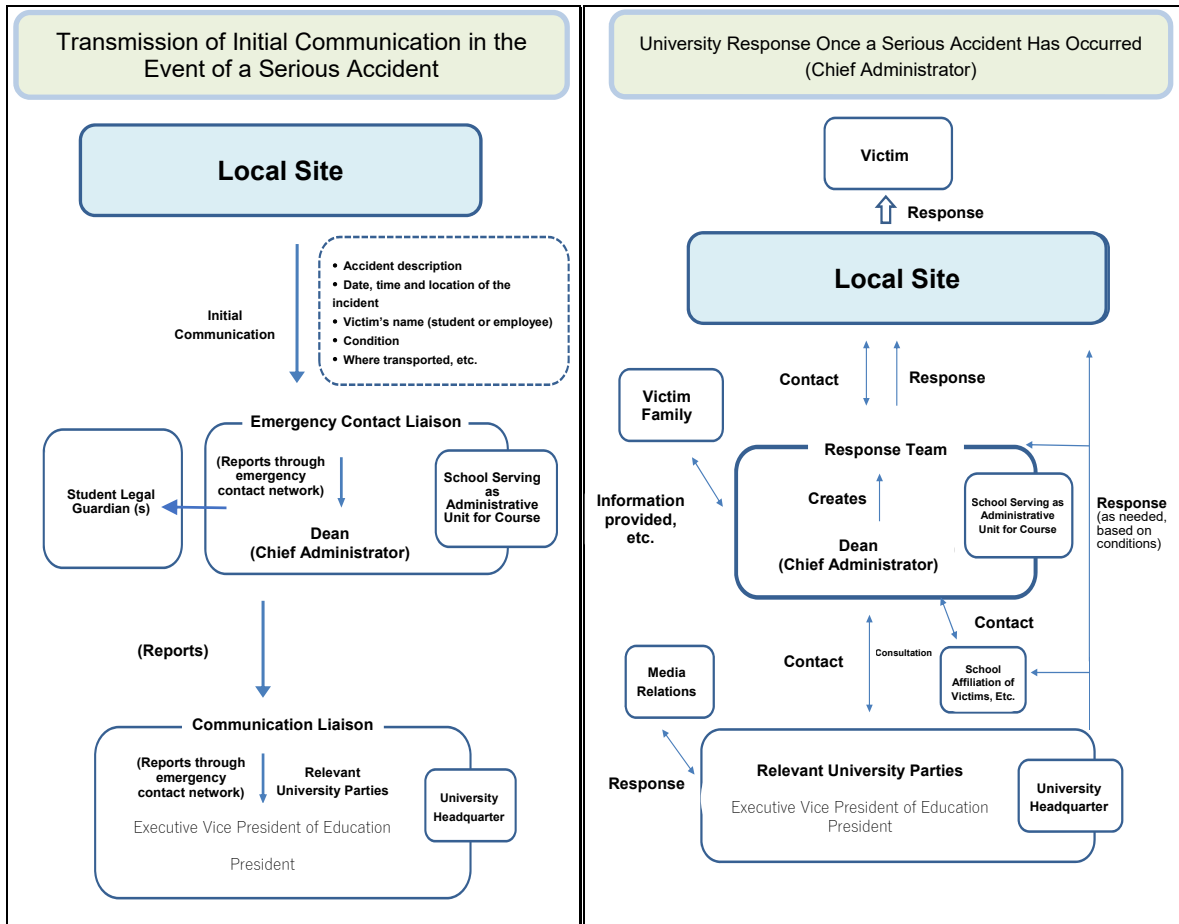 Transmission of Initial Communication in the
Event of a Serious Accident
Local Site
Initial
Communication
• Accident description
• Date, time and location of the
incident
• Victim's name (student or employee)
• Condition
• Where transported, etc.
Emergency Contact Liaison
(Reports through
emergency
contact network)
Dean
(Chief Administrator)
School Serving
as
Administrative
Unit for Course
Student Legal
Guardian (s)
(Reports)
Communication Liaison
(Reports through
emergency
contact network)
Relevant
University Parties
Executive Vice President of Education
President
University
Headquarter
University Response Once a Serious Accident Has Occurred
(Chief Administrator)
Victim
Response
Local Site
Contact
Response
Victim
Family
Information
provided,
etc.
Response Team
Creates
Dean
(Chief Administrator)
School Serving as
Administrative
Unit for Course
Response
(as needed,
based on
conditions)
Contact
Consultation
Contact
School
Affiliation of
Victims, Etc.
Media
Relations
Response
Relevant University Parties
Executive Vice President of Education
President
University
Headquarter